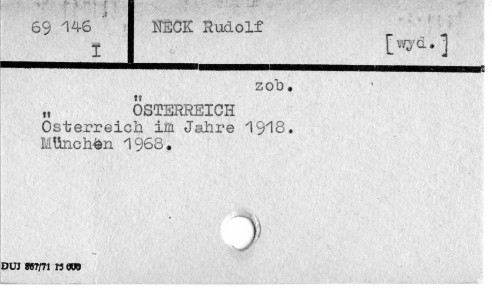 69 146
I
NECK Rudolf
[wyd.]
zob.
ÖSTERREICH
Österreich im Jahre 1918.
München 1968.
DUJ 867/71 15 000